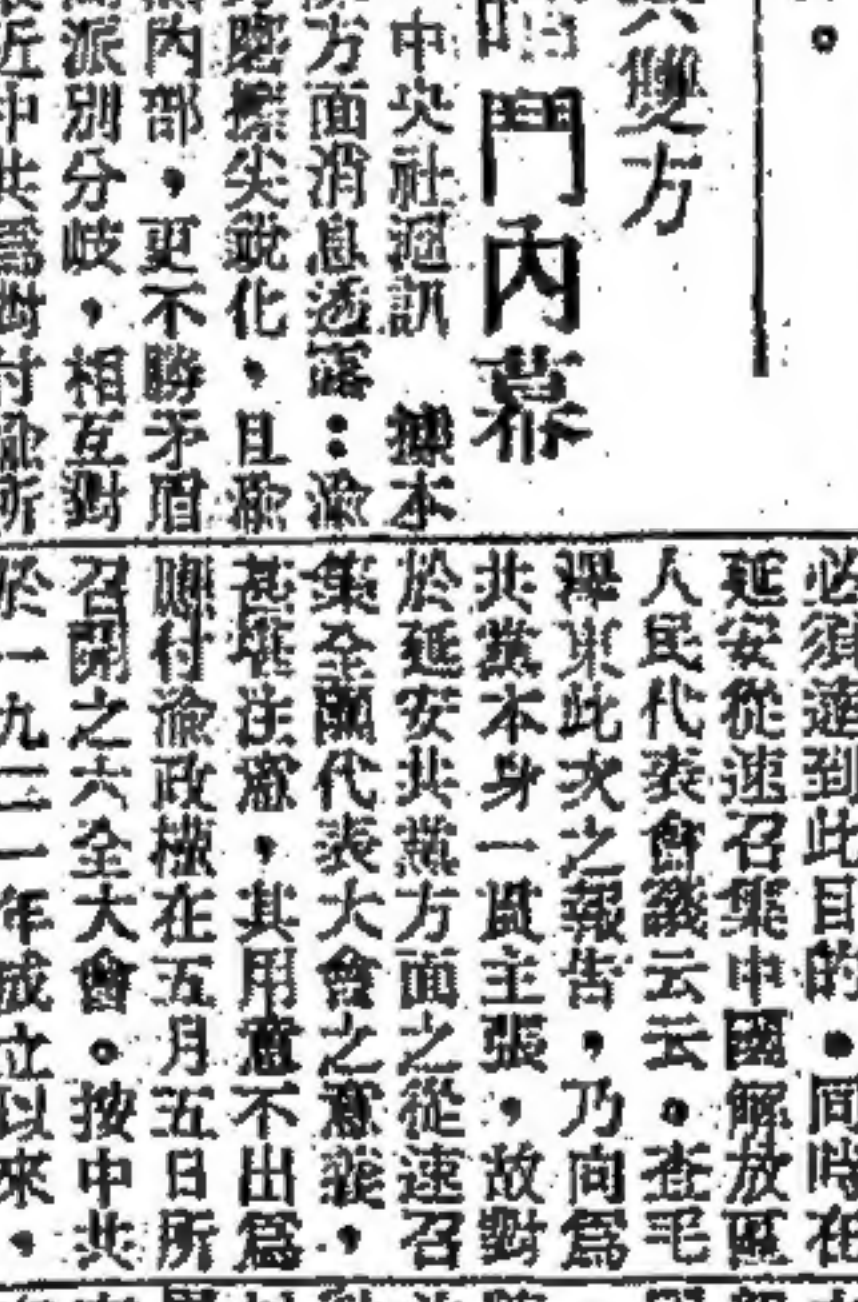 雙方
鬥內幕
中央社通訊　據本
方面消息透露：渝
摩擦尖銳化，且渝
內部，更不勝矛盾
派別分岐，相互對
近中共爲對付渝所
必須達到此目的。同時在
延安從速召集中國解放區
人民代表會議云云。查毛
澤東此次之報告，乃向爲
共黨本身一貫主張，故對
於延安共黨方面之從速召
集全國代表大會之意義，
甚堪注意，其用意不出爲
應付渝政權在五月五日所
召開之六全大會。按中共
於一九二一年成立以來，